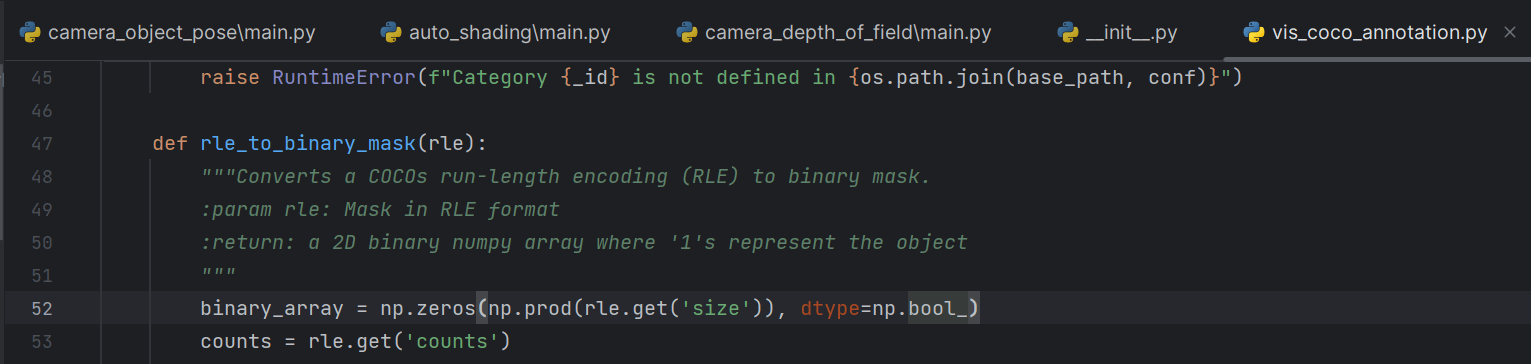 camera_object_pose\main.py auto_shading\main.py camera_depth_of_field\main.py __init__.py vis_coco_annotation.py
45 raise RuntimeError(f"Category {_id} is not defined in {os.path.join(base_path, conf)}")
46
47 def rle_to_binary_mask(rle):
48 """Converts a COCOs run-length encoding (RLE) to binary mask.
49 :param rle: Mask in RLE format
50 :return: a 2D binary numpy array where '1's represent the object
51 """
52 binary_array = np.zeros(np.prod(rle.get('size')), dtype=np.bool_)
53 counts = rle.get('counts')